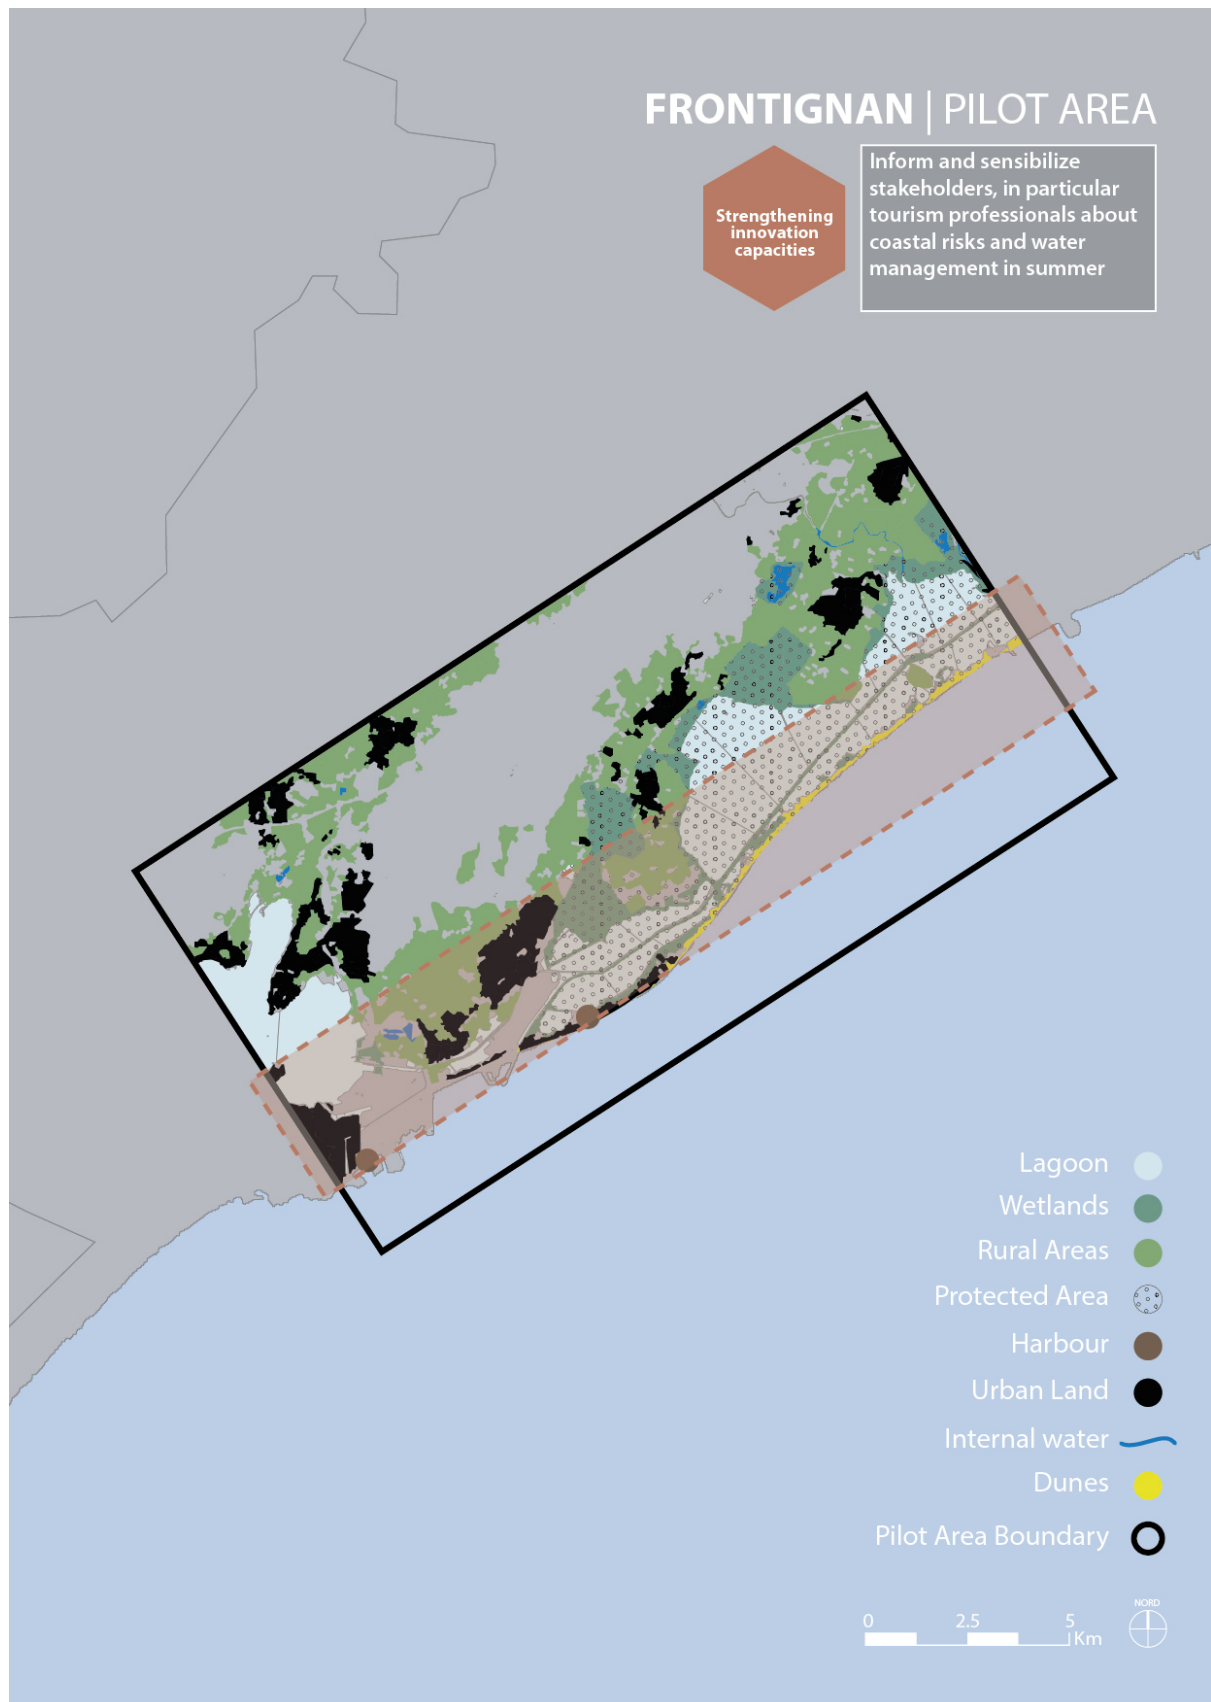 FRONTIGNAN | PILOT AREA
Strengthening
innovation
capacities
Inform and sensibilize
stakeholders, in particular
tourism professionals about
coastal risks and water
management in summer
Lagoon
Wetlands
Rural Areas
Protected Area
Harbour
Urban Land
Internal water
Dunes
Pilot Area Boundary
0 2.5 5
Km
NORD